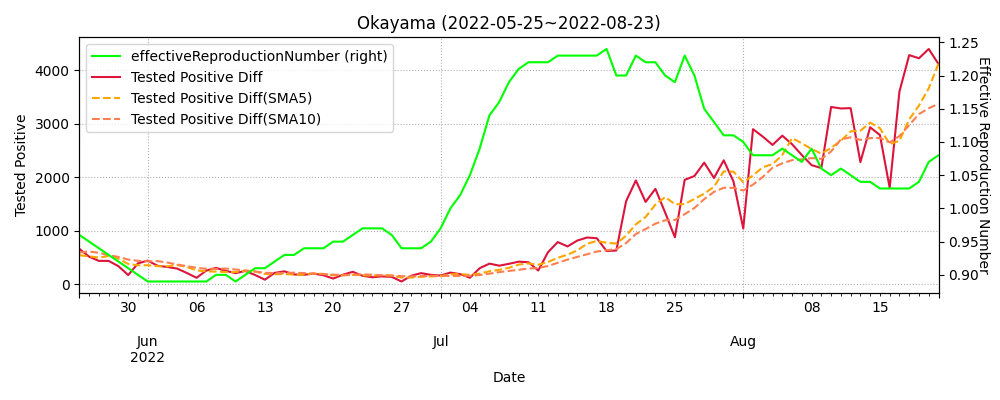 Okayama (2022-05-25~2022-08-23)
effectiveReproductionNumber (right)
Tested Positive Diff
Tested Positive Diff(SMA5)
Tested Positive Diff(SMA10)
Tested Positive
4000
3000
2000
1000
0
Effective Reproduction Number
1.25
1.20
1.15
1.10
1.05
1.00
0.95
0.90
30 06 13 20 27 04 11 18 25 08 15
Jun Jul Aug
2022
Date